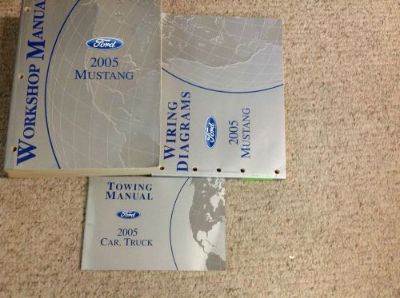 WORKSHOP MANUAL
Ford
2005
MUSTANG
WIRING
DIAGRAMS
Ford
2005
MUSTANG
TOWING
MANUAL
Ford
2005
CAR, TRUCK